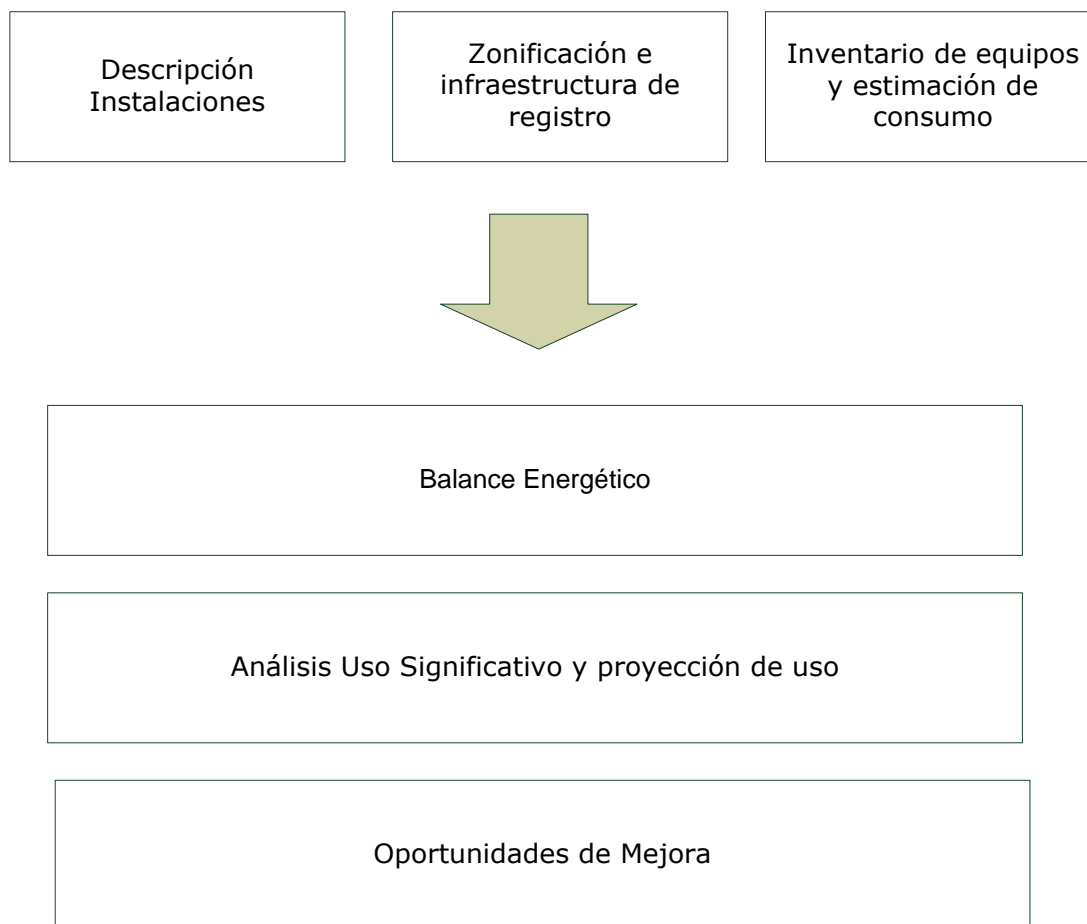 Descripción
Instalaciones
Zonificación e
infraestructura de
registro
Inventario de equipos
y estimación de
consumo
Balance Energético
Análisis Uso Significativo y proyección de uso
Oportunidades de Mejora